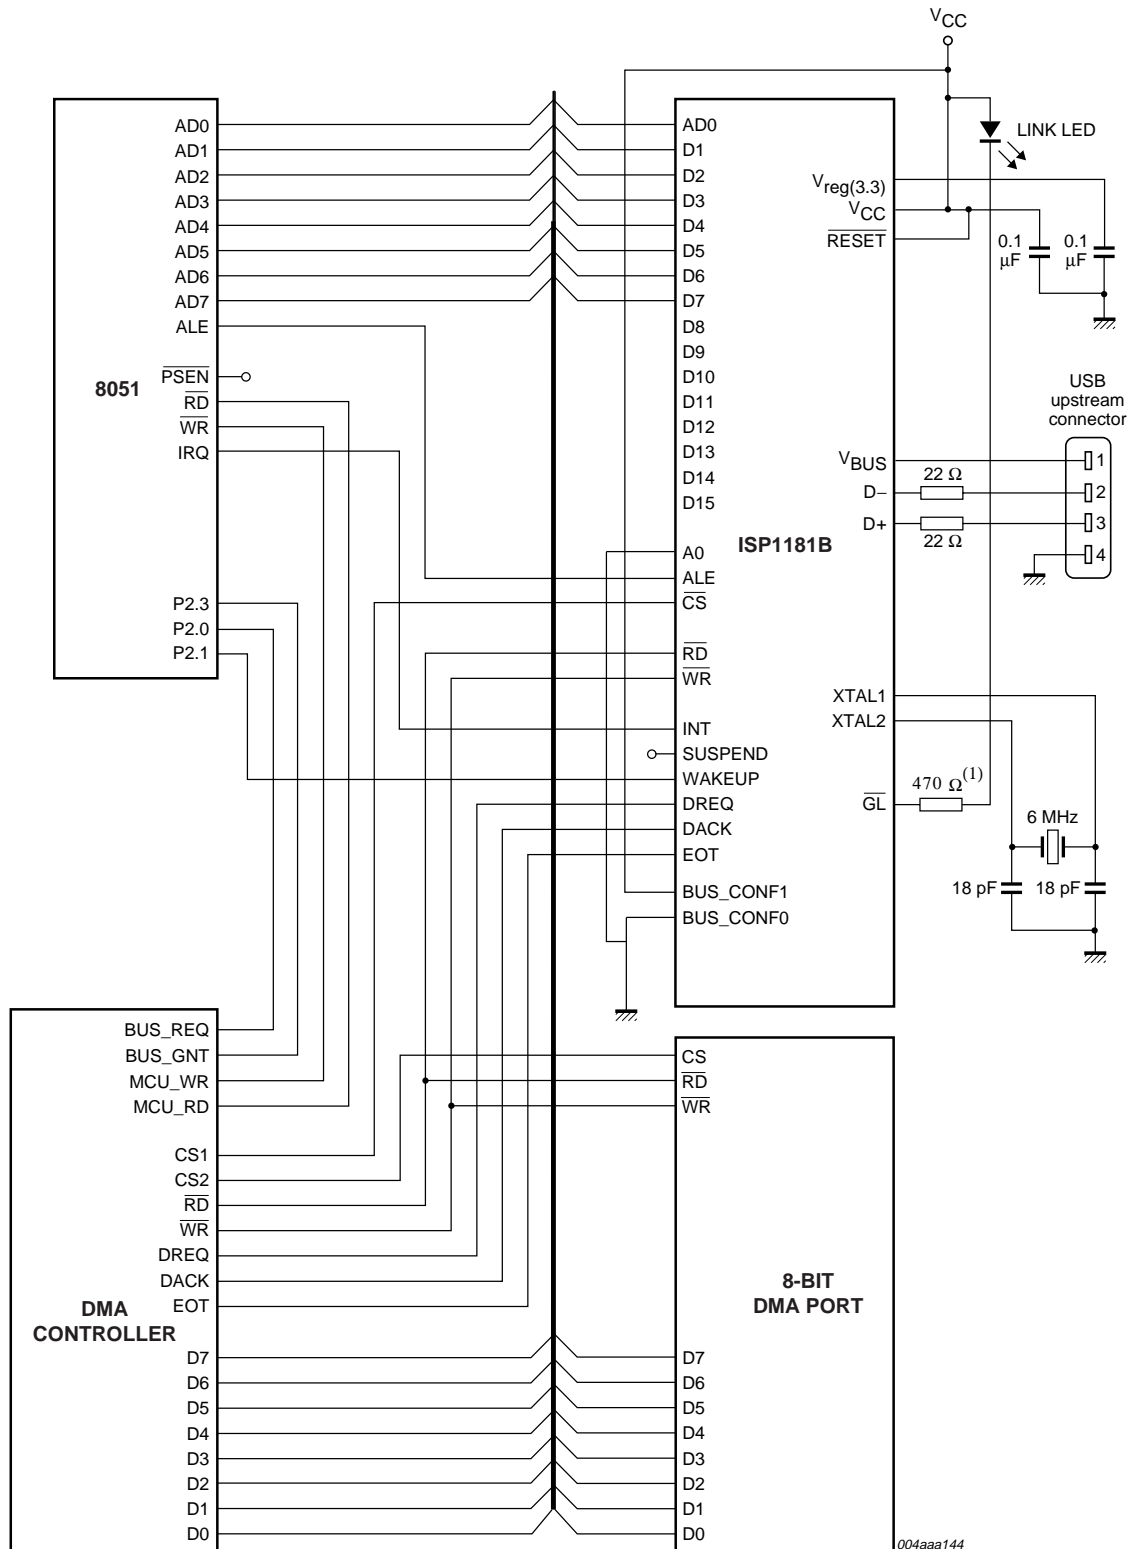 VCC
LINK LED
8051
AD0
AD1
AD2
AD3
AD4
AD5
AD6
AD7
ALE
PSEN
RD
WR
IRQ
P2.3
P2.0
P2.1
ISP1181B
AD0
D1
D2
D3
D4
D5
D6
D7
D8
D9
D10
D11
D12
D13
D14
D15
A0
ALE
CS
RD
WR
INT
SUSPEND
WAKEUP
DREQ
DACK
EOT
BUS_CONF1
BUS_CONF0
Vreg(3.3)
VCC
RESET
0.1
μF
0.1
μF
USB
upstream
connector
VBUS
D−
D+
22 Ω
22 Ω
1
2
3
4
XTAL1
XTAL2
GL
470 Ω(1)
6 MHz
18 pF
18 pF
DMA
CONTROLLER
BUS_REQ
BUS_GNT
MCU_WR
MCU_RD
CS1
CS2
RD
WR
DREQ
DACK
EOT
D7
D6
D5
D4
D3
D2
D1
D0
8-BIT
DMA PORT
CS
RD
WR
D7
D6
D5
D4
D3
D2
D1
D0
004aaa144